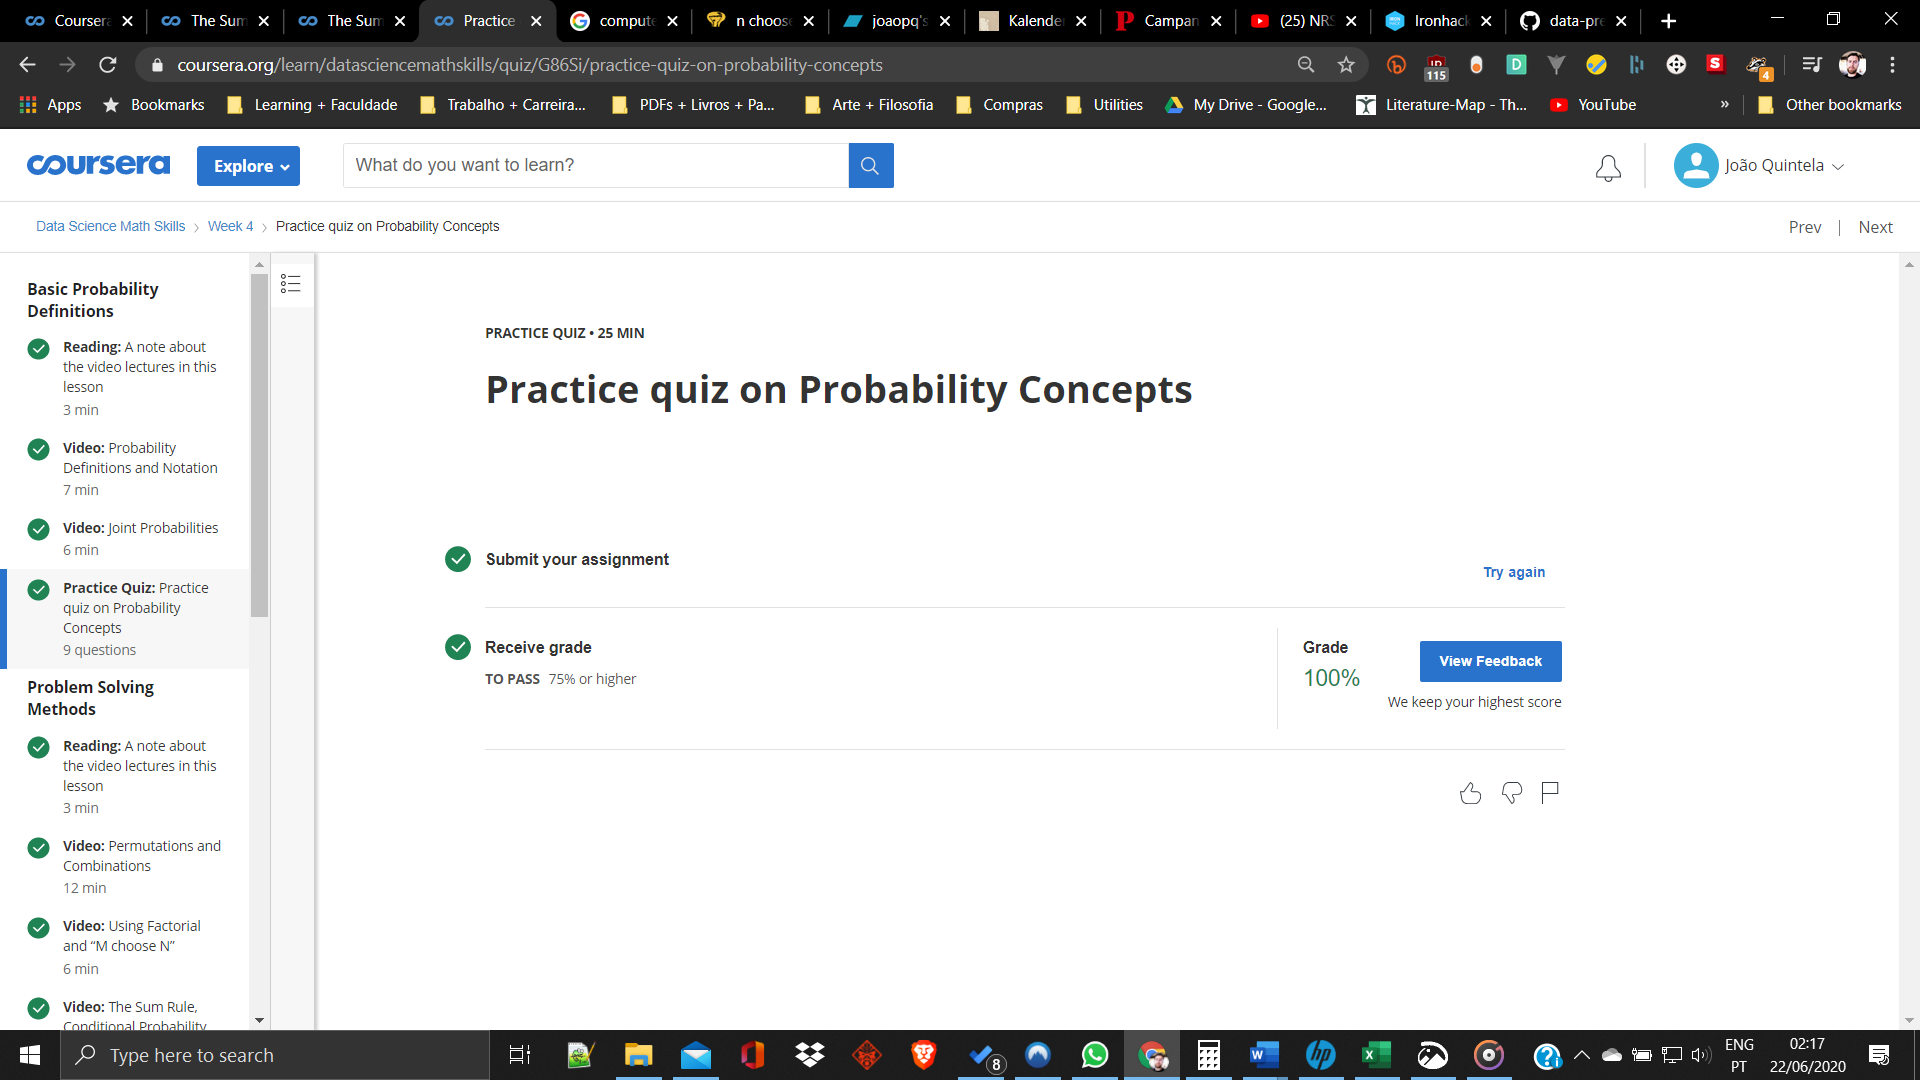 Coursera
The Sum
The Sum
Practice
compute
n choose
joaopq's
Kalende
Campan
(25) NRS
Ironhack
data-pre
coursera.org/learn/datasciencemathskills/quiz/G86Si/practice-quiz-on-probability-concepts
115
D
S
4
Apps
Bookmarks
Learning + Faculdade
Trabalho + Carreira...
PDFs + Livros + Pa...
Arte + Filosofia
Compras
Utilities
My Drive - Google...
Literature-Map - Th...
YouTube
»
Other bookmarks
coursera
Explore
What do you want to learn?
João Quintela
Data Science Math Skills > Week 4 > Practice quiz on Probability Concepts
Prev | Next
Basic Probability
Definitions
Reading: A note about
the video lectures in this
lesson
3 min
Video: Probability
Definitions and Notation
7 min
Video: Joint Probabilities
6 min
Practice Quiz: Practice
quiz on Probability
Concepts
9 questions
Problem Solving
Methods
Reading: A note about
the video lectures in this
lesson
3 min
Video: Permutations and
Combinations
12 min
Video: Using Factorial
and “M choose N”
6 min
Video: The Sum Rule,
Conditional Probability
PRACTICE QUIZ • 25 MIN
Practice quiz on Probability Concepts
Submit your assignment
Try again
Receive grade
TO PASS 75% or higher
Grade
100%
View Feedback
We keep your highest score
Type here to search
8
ENG
PT
02:17
22/06/2020